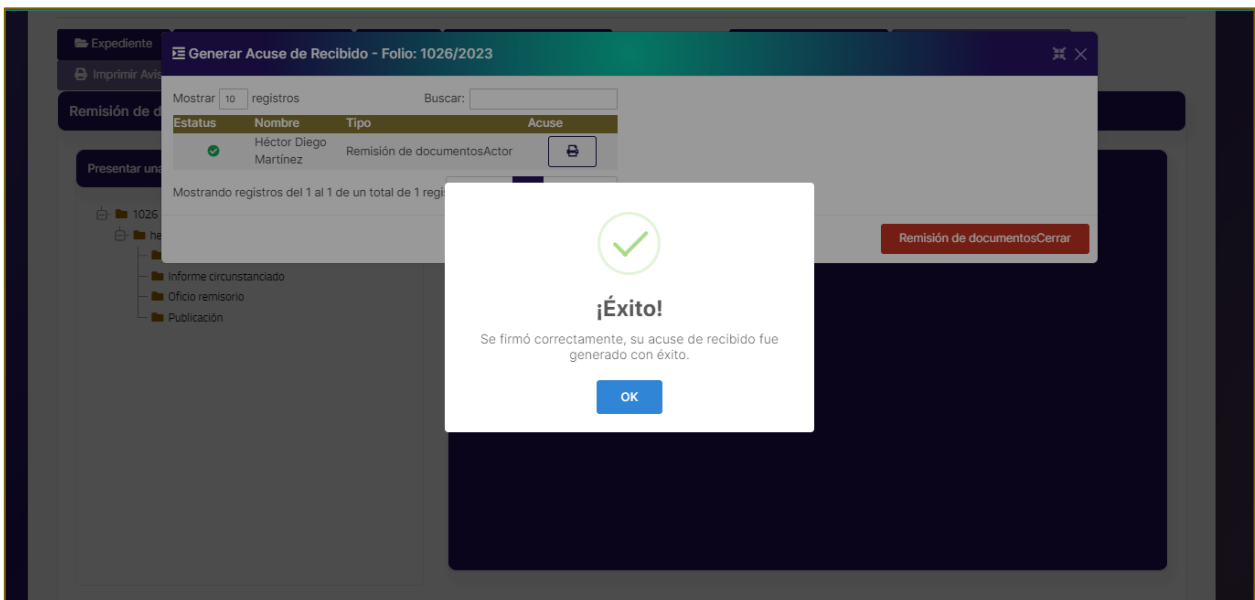 Expediente
Generar Acuse de Recibido - Folio: 1026/2023
Imprimir Avis
Mostrar 10 registros Buscar:
Remisión de d
Estatus Nombre Tipo Acuse
Héctor Diego
Martínez
Remisión de documentosActor
Presentar una
Mostrando registros del 1 al 1 de un total de 1 regi
1026
he
Remisión de documentosCerrar
Informe circunstanciado
Oficio remisorio
Publicación
¡Éxito!
Se firmó correctamente, su acuse de recibido fue
generado con éxito.
OK